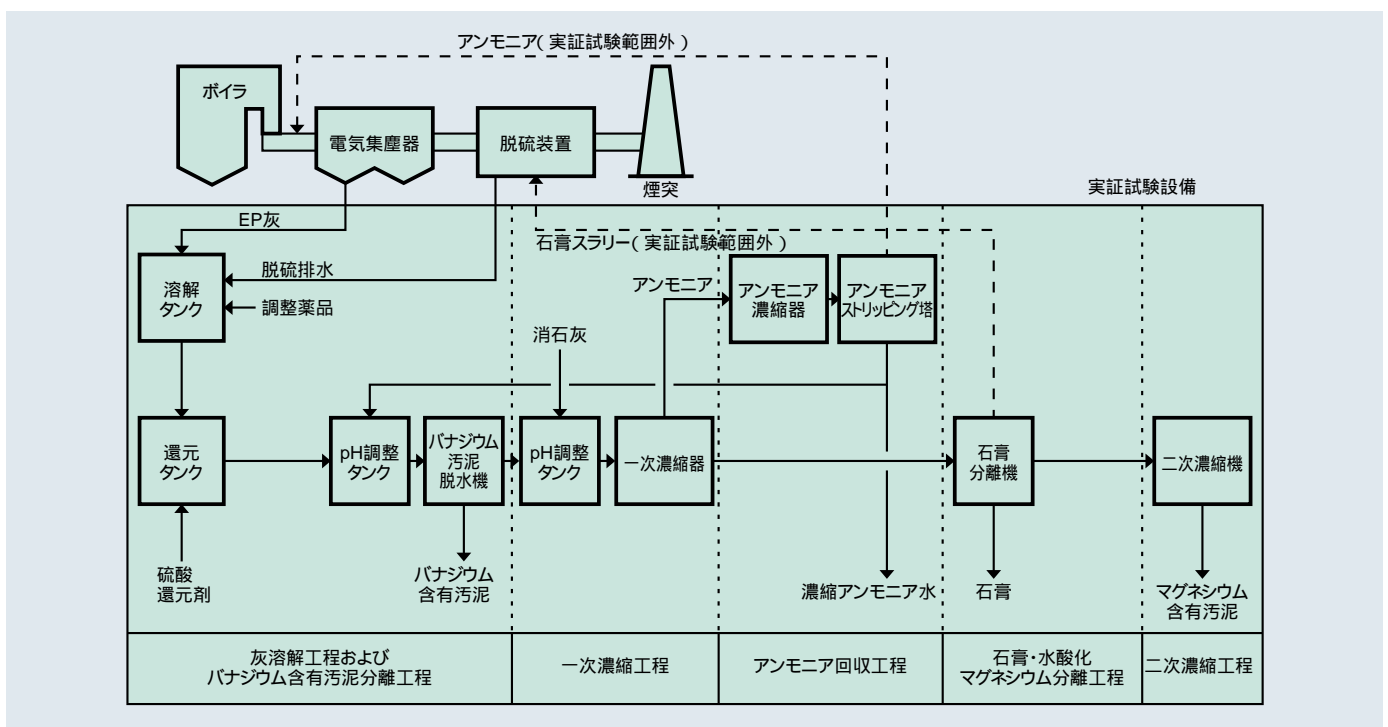 アンモニア(実証試験範囲外)
ボイラ
電気集塵器
脱硫装置
煙突
実証試験設備
EP灰
石膏スラリー(実証試験範囲外)
脱硫排水
溶解
タンク
調整薬品
アンモニア
アンモニア
濃縮器
アンモニア
ストリッピング塔
消石灰
還元
タンク
pH調整
タンク
バナジウム
汚泥
脱水機
pH調整
タンク
一次濃縮器
石膏
分離機
二次濃縮機
硫酸
還元剤
バナジウム
含有汚泥
濃縮アンモニア水
石膏
マグネシウム
含有汚泥
灰溶解工程および
バナジウム含有汚泥分離工程
一次濃縮工程
アンモニア回収工程
石膏・水酸化
マグネシウム分離工程
二次濃縮工程